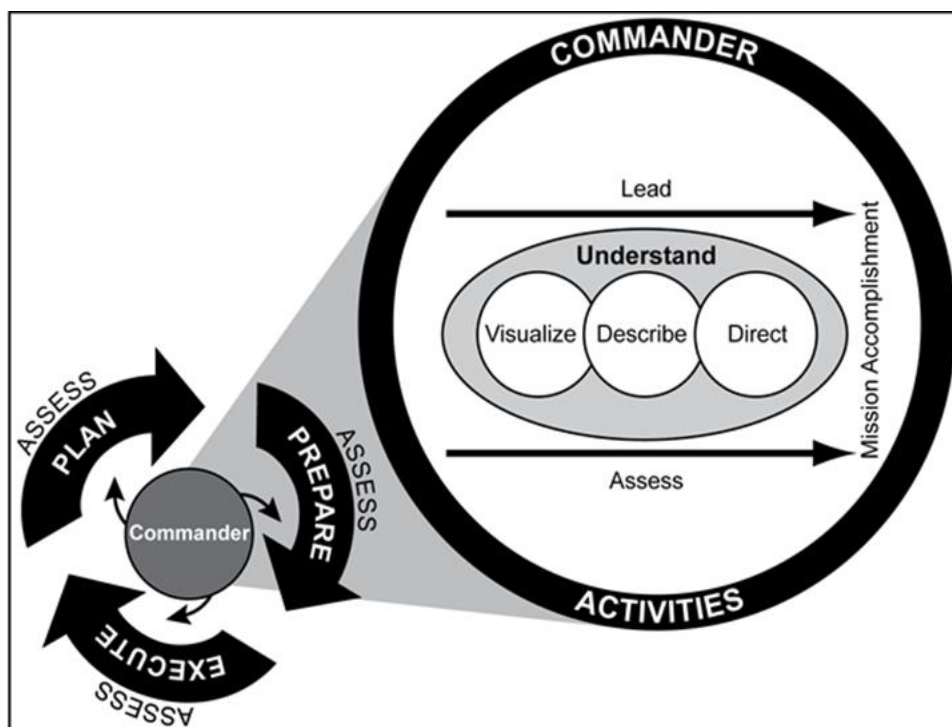 COMMANDER
Lead
Understand
Visualize
Describe
Direct
Assess
Mission Accomplishment
ACTIVITIES
ASSESS
PLAN
PREPARE
ASSESS
Commander
EXECUTE
ASSESS